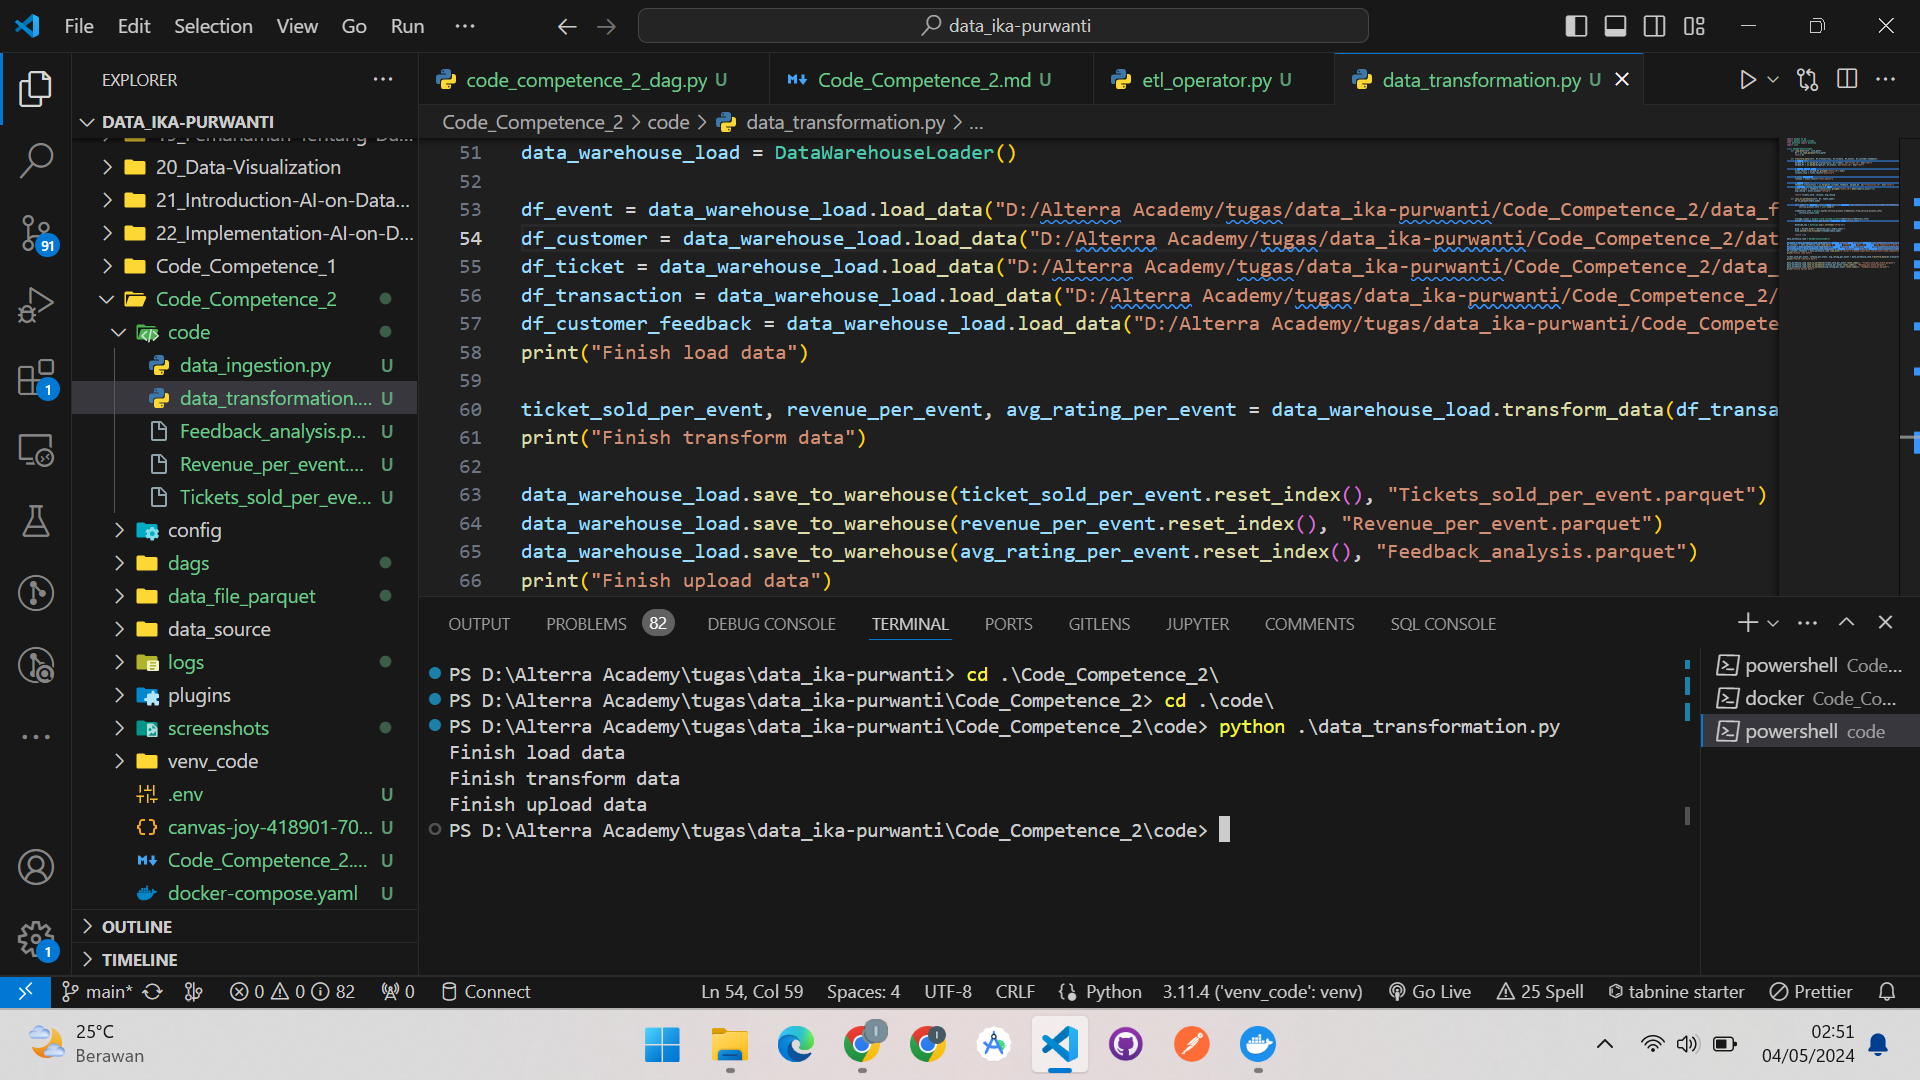 File Edit Selection View Go Run ···
data_ika-purwanti
EXPLORER ···
DATA_IKA-PURWANTI
20_Data-Visualization
21_Introduction-AI-on-Data...
22_Implementation-AI-on-D...
Code_Competence_1
Code_Competence_2
code
data_ingestion.py U
data_transformation.... U
Feedback_analysis.p... U
Revenue_per_event.... U
Tickets_sold_per_eve... U
config
dags
data_file_parquet
data_source
logs
plugins
screenshots
venv_code
.env U
canvas-joy-418901-70... U
Code_Competence_2.... U
docker-compose.yaml U
OUTLINE
TIMELINE
91
1
1
code_competence_2_dag.py U
Code_Competence_2.md U
etl_operator.py U
data_transformation.py U
Code_Competence_2 > code > data_transformation.py > ...
51 data_warehouse_load = DataWarehouseLoader()
52
53 df_event = data_warehouse_load.load_data("D:/Alterra Academy/tugas/data_ika-purwanti/Code_Competence_2/data_f
54 df_customer = data_warehouse_load.load_data("D:/Alterra Academy/tugas/data_ika-purwanti/Code_Competence_2/dat
55 df_ticket = data_warehouse_load.load_data("D:/Alterra Academy/tugas/data_ika-purwanti/Code_Competence_2/data_
56 df_transaction = data_warehouse_load.load_data("D:/Alterra Academy/tugas/data_ika-purwanti/Code_Competence_2/
57 df_customer_feedback = data_warehouse_load.load_data("D:/Alterra Academy/tugas/data_ika-purwanti/Code_Compete
58 print("Finish load data")
59
60 ticket_sold_per_event, revenue_per_event, avg_rating_per_event = data_warehouse_load.transform_data(df_transa
61 print("Finish transform data")
62
63 data_warehouse_load.save_to_warehouse(ticket_sold_per_event.reset_index(), "Tickets_sold_per_event.parquet")
64 data_warehouse_load.save_to_warehouse(revenue_per_event.reset_index(), "Revenue_per_event.parquet")
65 data_warehouse_load.save_to_warehouse(avg_rating_per_event.reset_index(), "Feedback_analysis.parquet")
66 print("Finish upload data")
OUTPUT PROBLEMS 82 DEBUG CONSOLE TERMINAL PORTS GITLENS JUPYTER COMMENTS SQL CONSOLE
PS D:\Alterra Academy\tugas\data_ika-purwanti> cd .\Code_Competence_2\
PS D:\Alterra Academy\tugas\data_ika-purwanti\Code_Competence_2> cd .\code\
PS D:\Alterra Academy\tugas\data_ika-purwanti\Code_Competence_2\code> python .\data_transformation.py
Finish load data
Finish transform data
Finish upload data
PS D:\Alterra Academy\tugas\data_ika-purwanti\Code_Competence_2\code>
powershell Code...
docker Code_Co...
powershell code
main* 0 0 82 0 Connect Ln 54, Col 59 Spaces: 4 UTF-8 CRLF Python 3.11.4 ('venv_code': venv) Go Live 25 Spell tabnine starter Prettier
25°C
Berawan
02:51
04/05/2024